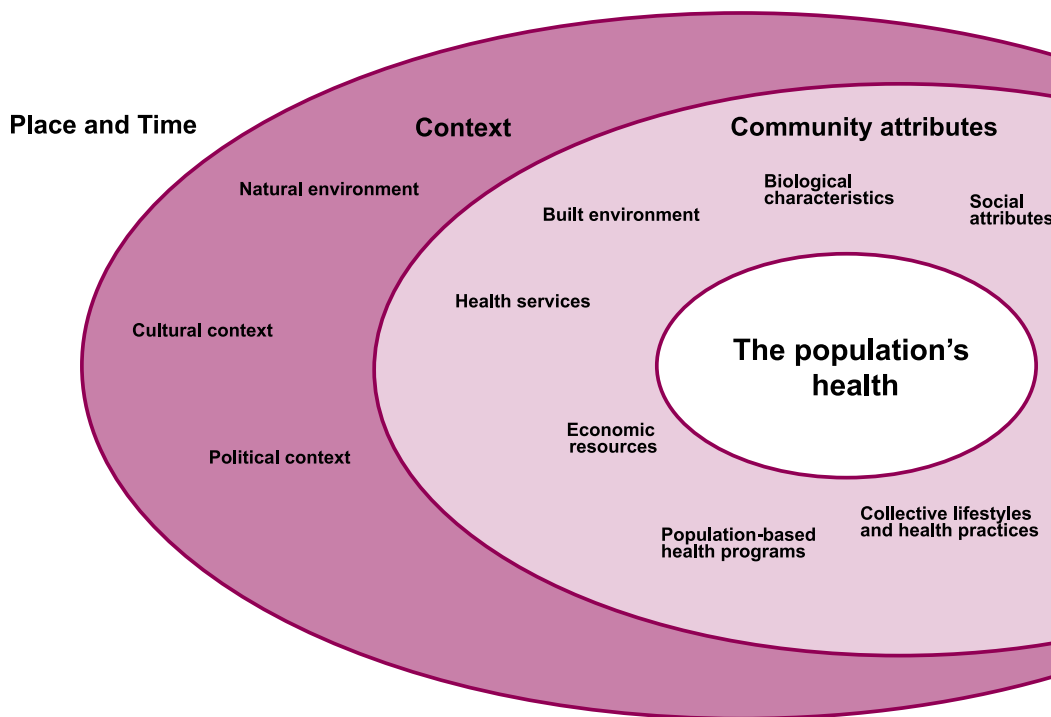 Place and Time
Context
Community attributes
Natural environment
Built environment
Biological
characteristics
Social
attributes
Health services
Cultural context
The population’s
health
Economic
resources
Political context
Population-based
health programs
Collective lifestyles
and health practices